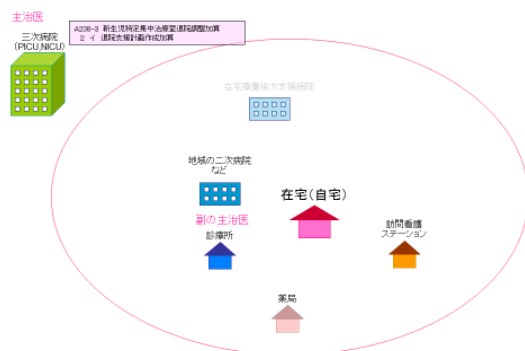 主治医
三次病院
(PICU,NICU)
A238-3 新生児特定集中治療室退院調整加算
2 イ 退院支援計画作成加算
在宅療養後方支援病院
地域の二次病院
など
在宅(自宅)
副の主治医
診療所
訪問看護
ステーション
薬局